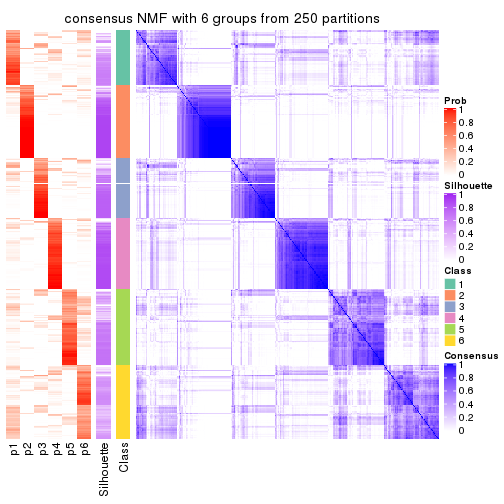 consensus NMF with 6 groups from 250 partitions
Prob
1
0.8
0.6
0.4
0.2
0
Silhouette
1
0.8
0.6
0.4
0.2
0
Class
1
2
3
4
5
6
Consensus
1
0.8
0.6
0.4
0.2
0
p1
p2
p3
p4
p5
p6
Silhouette
Class